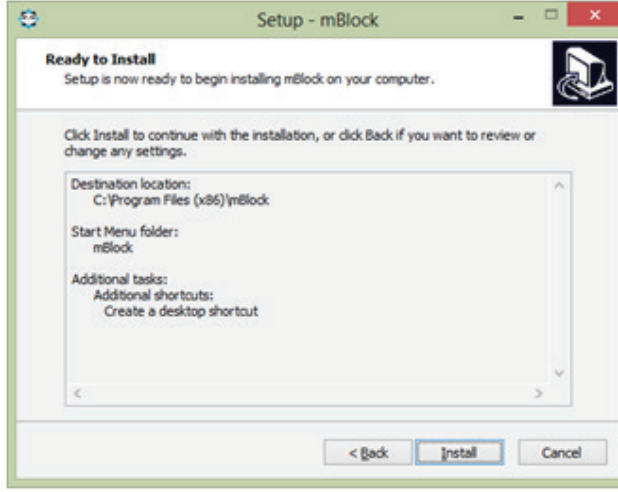 Setup - mBlock
Ready to Install
Setup is now ready to begin installing mBlock on your computer.
Click Install to continue with the installation, or click Back if you want to review or
change any settings.
Destination location:
C:\Program Files (x86)\mBlock
Start Menu folder:
mBlock
Additional tasks:
Additional shortcuts:
Create a desktop shortcut
< Back
Install
Cancel